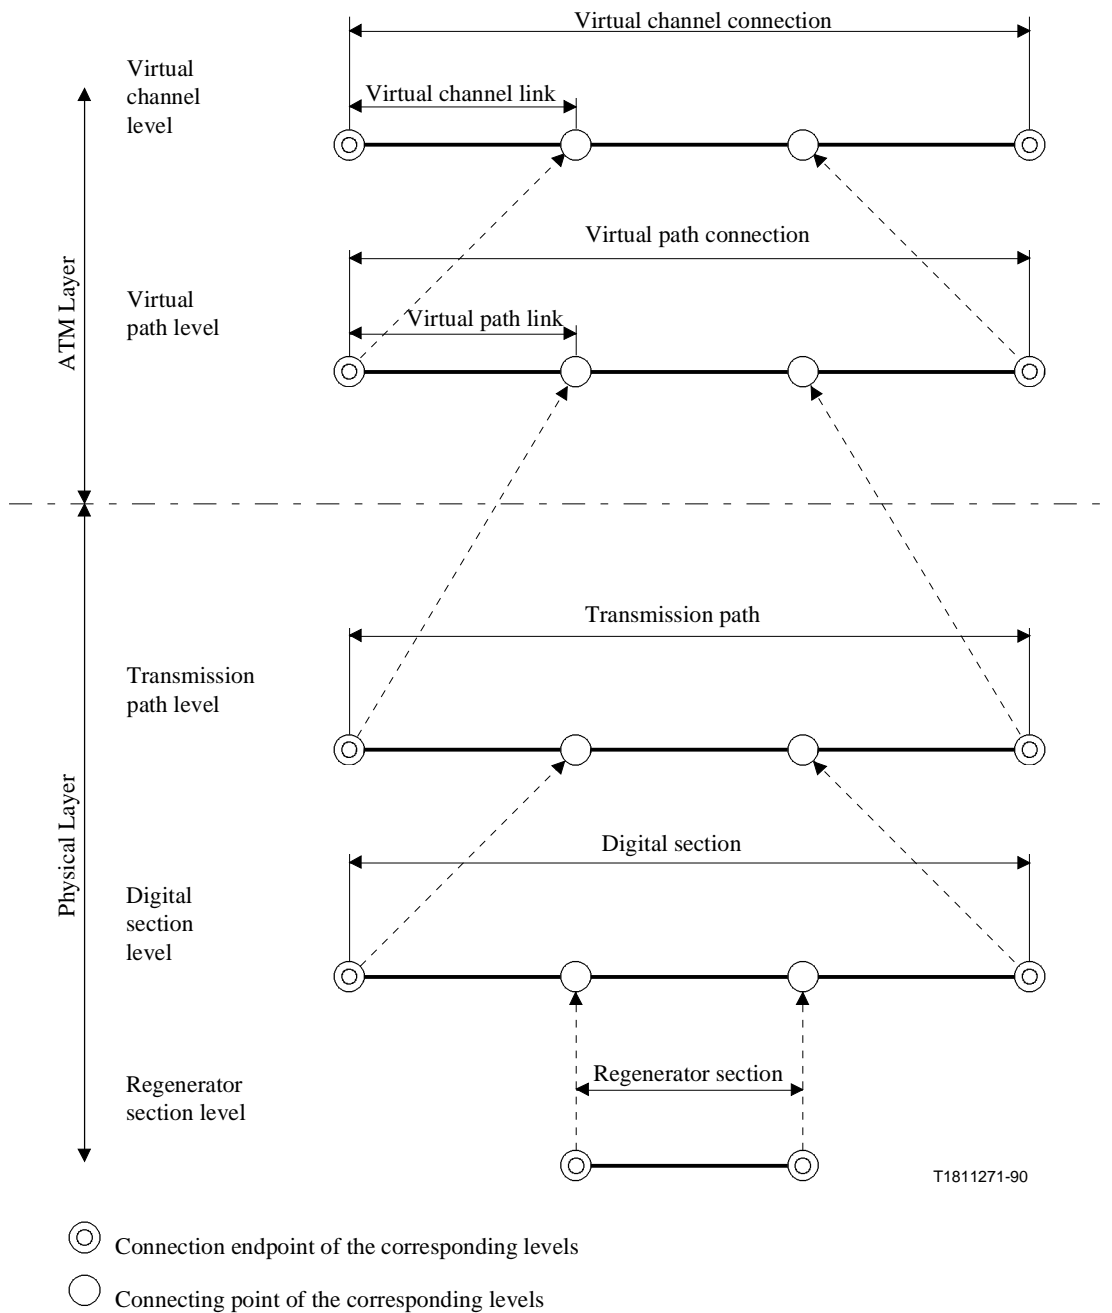 Virtual channel connection
Virtual
channel
level
Virtual channel link
Virtual path connection
Virtual
path level
Virtual path link
ATM Layer
Transmission path
Transmission
path level
Physical Layer
Digital section
Digital
section
level
Regenerator section
Regenerator
section level
T1811271-90
Connection endpoint of the corresponding levels
Connecting point of the corresponding levels